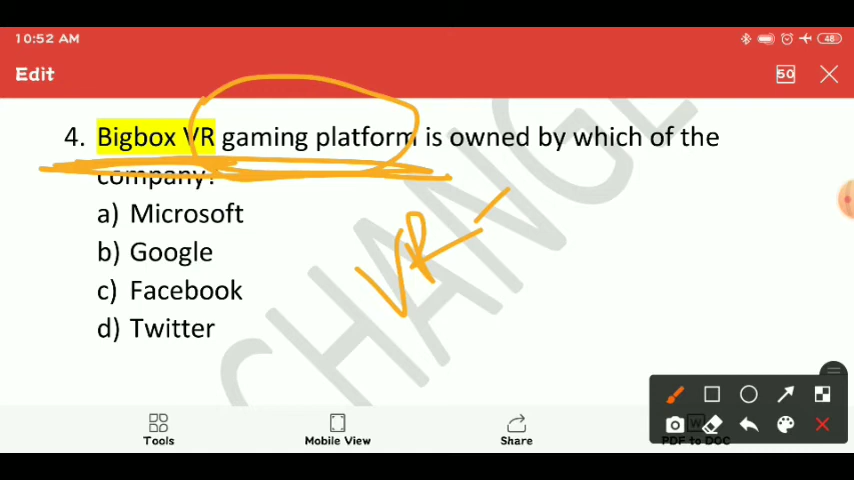 10:52 AM
48
Edit
50
4. Bigbox VR gaming platform is owned by which of the
company?
a) Microsoft
b) Google
c) Facebook
d) Twitter
VR -
CHANGE
Tools
Mobile View
Share
PDF to DOC